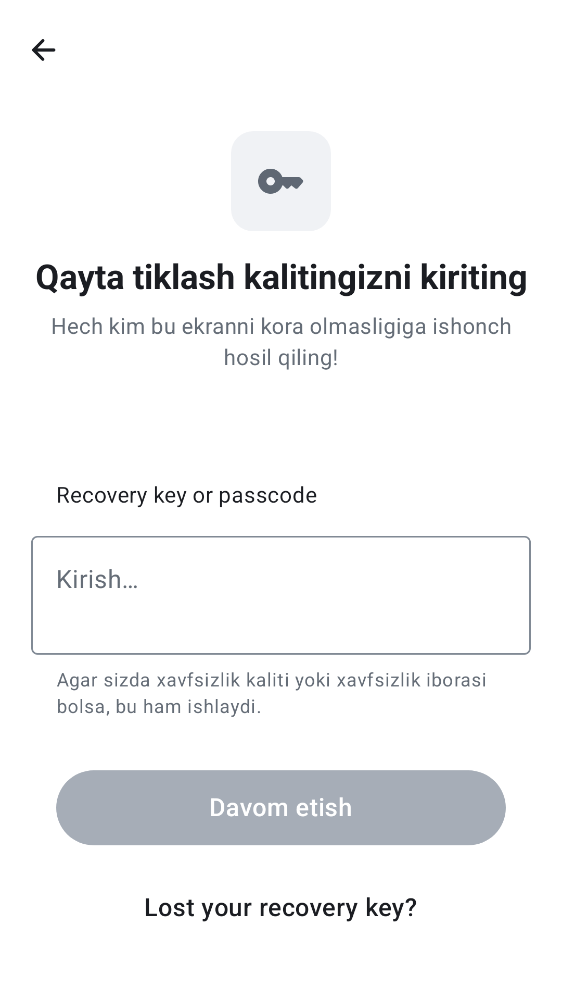 Qayta tiklash kalitingizni kiriting
Hech kim bu ekranni kora olmasligiga ishonch
hosil qiling!
Recovery key or passcode
Kirish…
Agar sizda xavfsizlik kaliti yoki xavfsizlik iborasi
bolsa, bu ham ishlaydi.
Davom etish
Lost your recovery key?